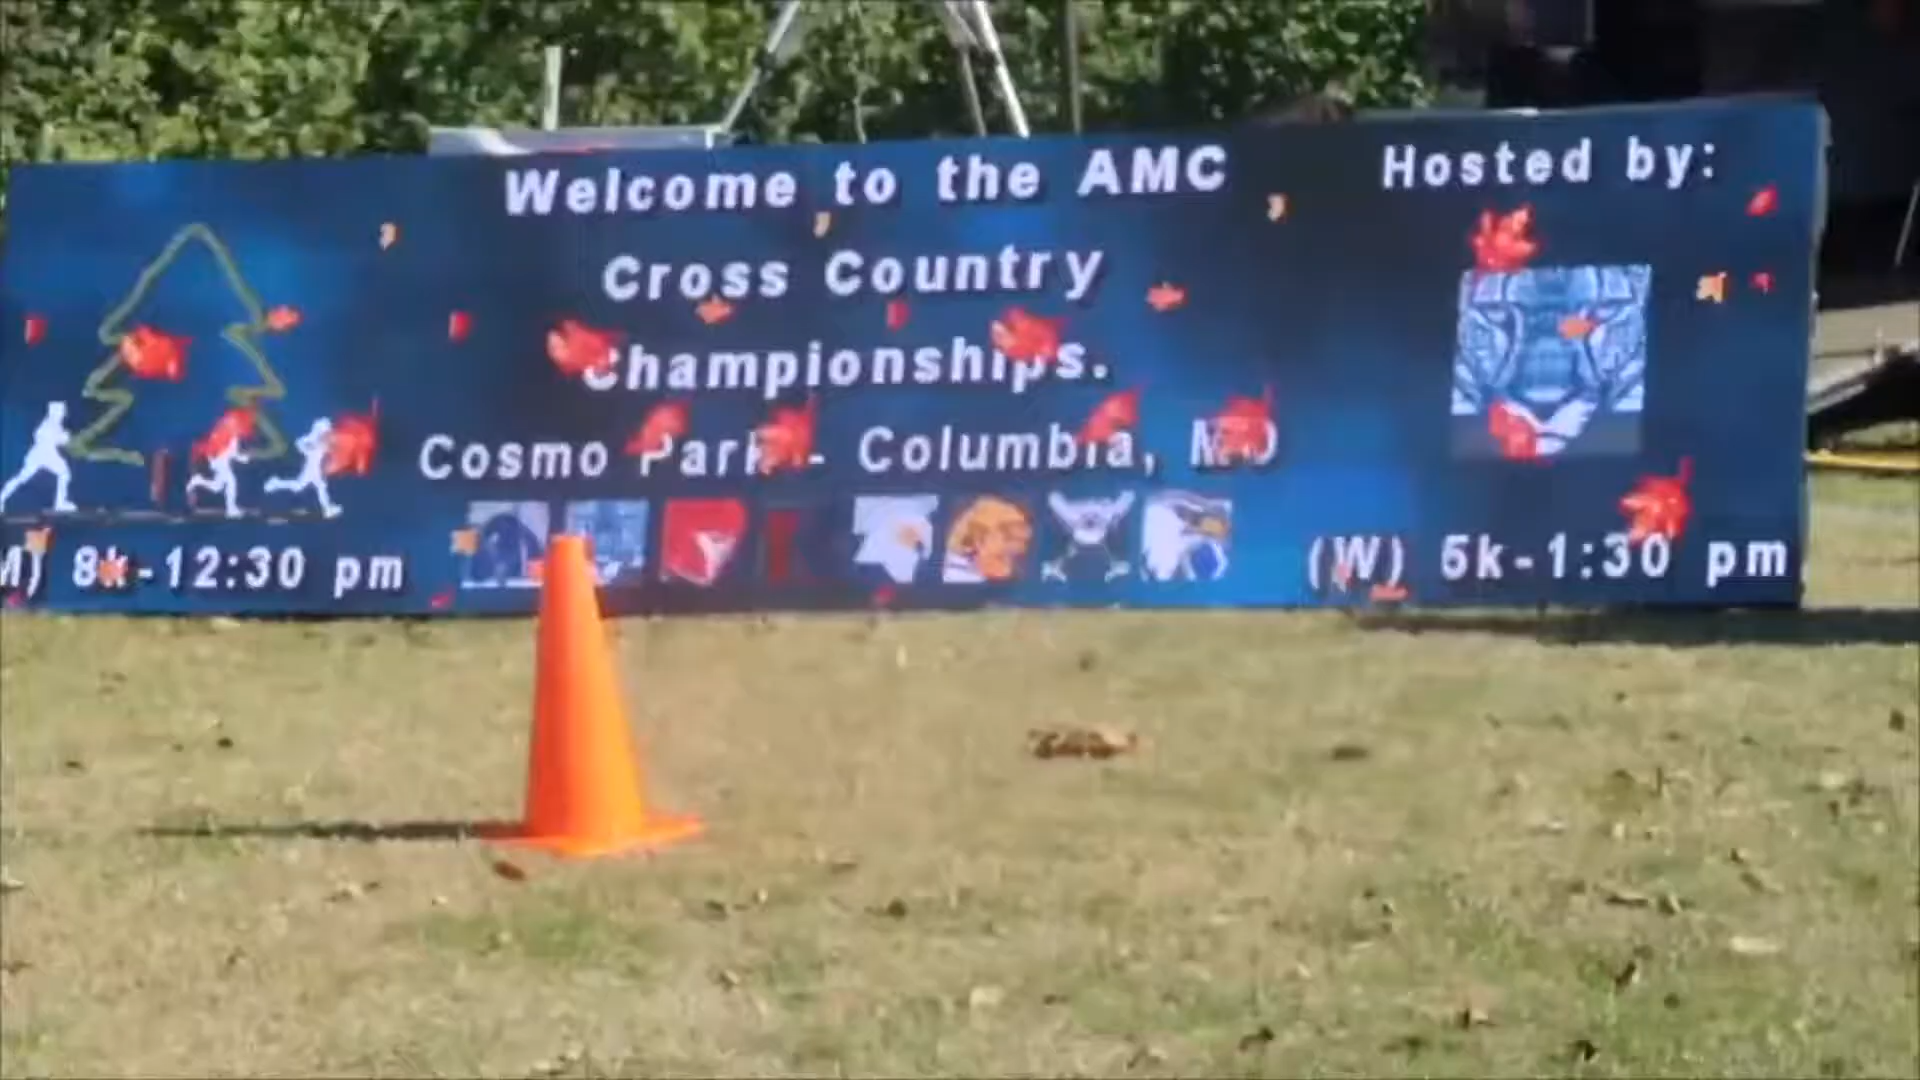 Welcome to the AMC
Cross Country
Championships.
Cosmo Park - Columbia, MO
M) 8k-12:30 pm
Hosted by:
(W) 5k-1:30 pm